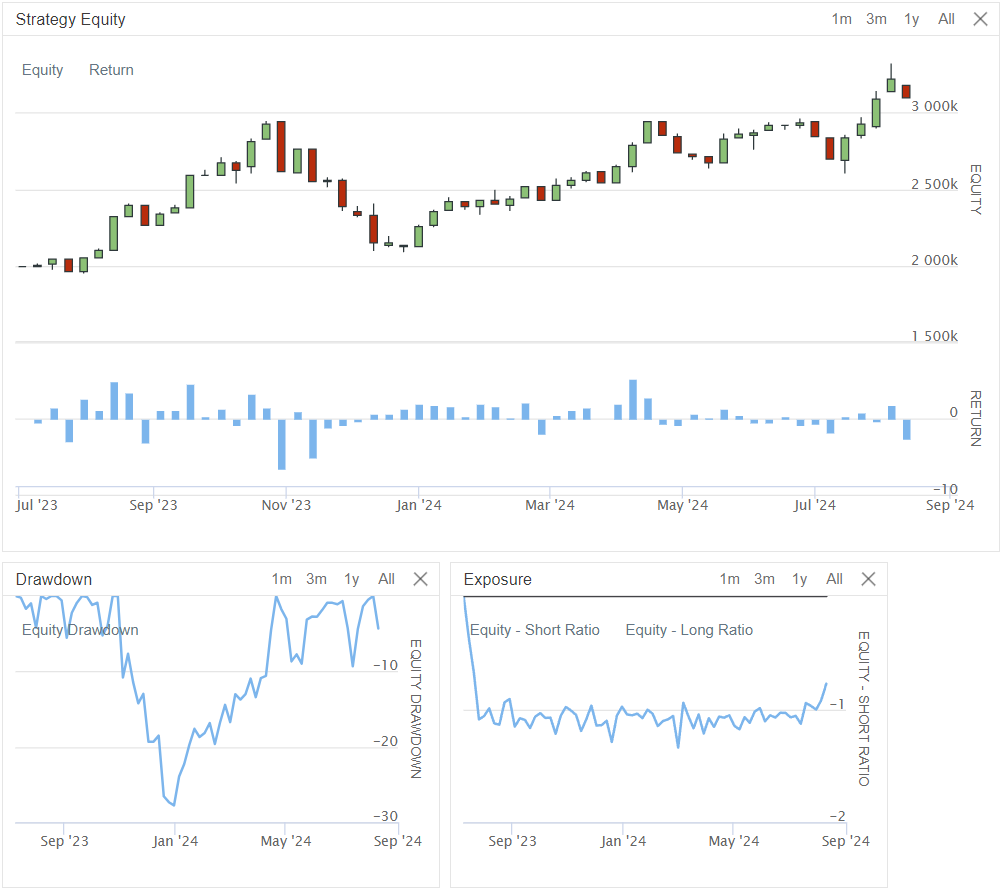 Strategy Equity 1m 3m 1y All
Equity Return
3 000k
2 500k
EQUITY
2 000k
1 500k
0
RETURN
−10
Jul '23 Sep '23 Nov '23 Jan '24 Mar '24 May '24 Jul '24 Sep '24
Drawdown 1m 3m 1y All
Equity Drawdown
−10
EQUITY DRAWDOWN
−20
−30
Sep '23 Jan '24 May '24 Sep '24
Exposure 1m 3m 1y All
Equity - Short Ratio Equity - Long Ratio
−1
EQUITY - SHORT RATIO
−2
Sep '23 Jan '24 May '24 Sep '24